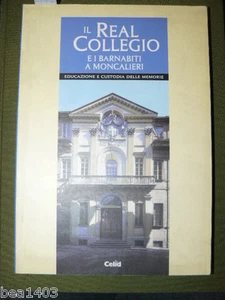 IL REAL
COLLEGIO
E I BARNABITI
A MONCALIERI
EDUCAZIONE E CUSTODIA DELLE MEMORIE
Celid
bea1403